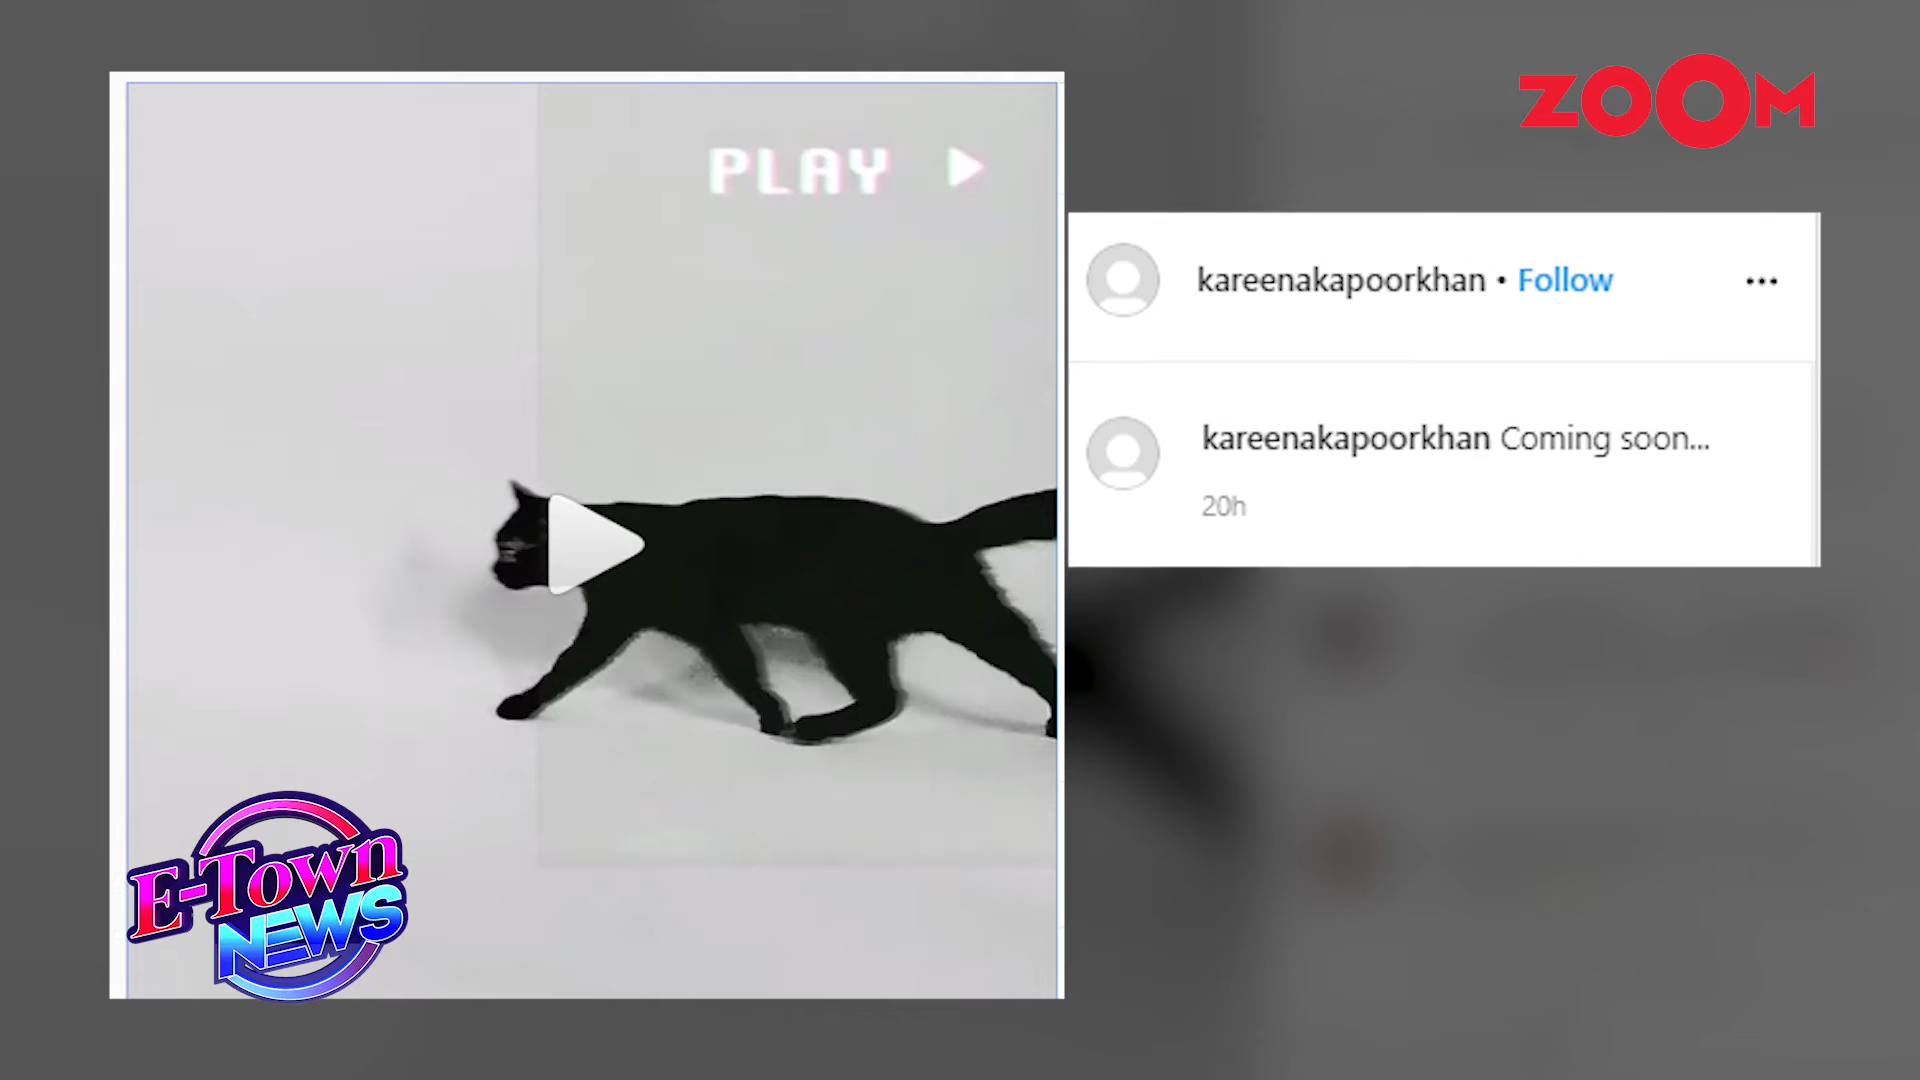 ZOOM
PLAY
kareenakapoorkhan • Follow
kareenakapoorkhan Coming soon...
20h
E-Town
NEWS